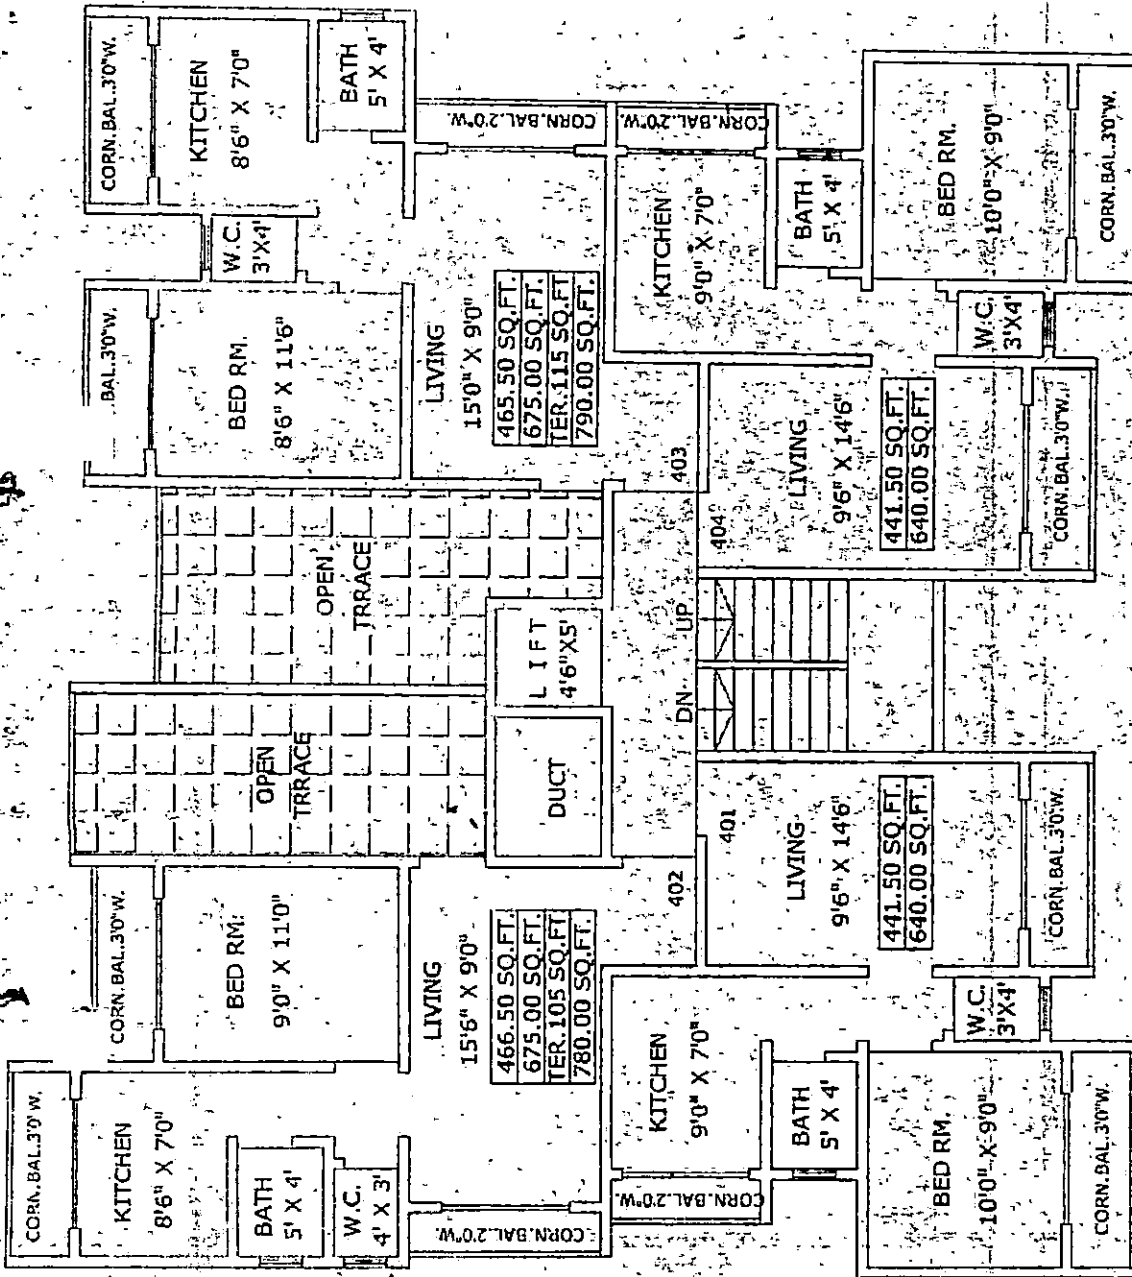 CORN.BAL.3'0"W.
KITCHEN
8'6" X 7'0"
BATH
5' X 4'
W.C.
4' X 3'
CORN.BAL.2'0"W.
CORN.BAL.3'0"W.
BED RM.
9'0" X 11'0"
LIVING
15'6" X 9'0"
466.50 SQ.FT.
675.00 SQ.FT.
TER.105 SQ.FT.
780.00 SQ.FT.
402
OPEN
TRRACE
DUCT
OPEN
TRRACE
L I F T
4'6"X5'
DN
UP
BAL.3'0"W.
BED RM.
8'6" X 11'6"
W.C.
3'X4'
CORN.BAL.3'0"W.
KITCHEN
8'6" X 7'0"
BATH
5' X 4'
CORN.BAL.2'0"W.
LIVING
15'0" X 9'0"
465.50 SQ.FT.
675.00 SQ.FT.
TER.115 SQ.FT
790.00 SQ.FT.
403
KITCHEN
9'0" X 7'0"
CORN.BAL.2'0"W.
BATH
5' X 4'
BED RM.
10'0" X 9'0"
CORN.BAL.3'0"W.
W.C.
3'X4'
401
LIVING
9'6" X 14'6"
441.50 SQ.FT.
640.00 SQ.FT.
CORN.BAL.3'0"W.
404
LIVING
9'6" X 14'6"
441.50 SQ.FT.
640.00 SQ.FT.
CORN.BAL.3'0"W.
KITCHEN
9'0" X 7'0"
CORN.BAL.2'0"W.
BATH
5' X 4'
W.C.
3'X4'
BED RM.
10'0" X 9'0"
CORN.BAL.3'0"W.